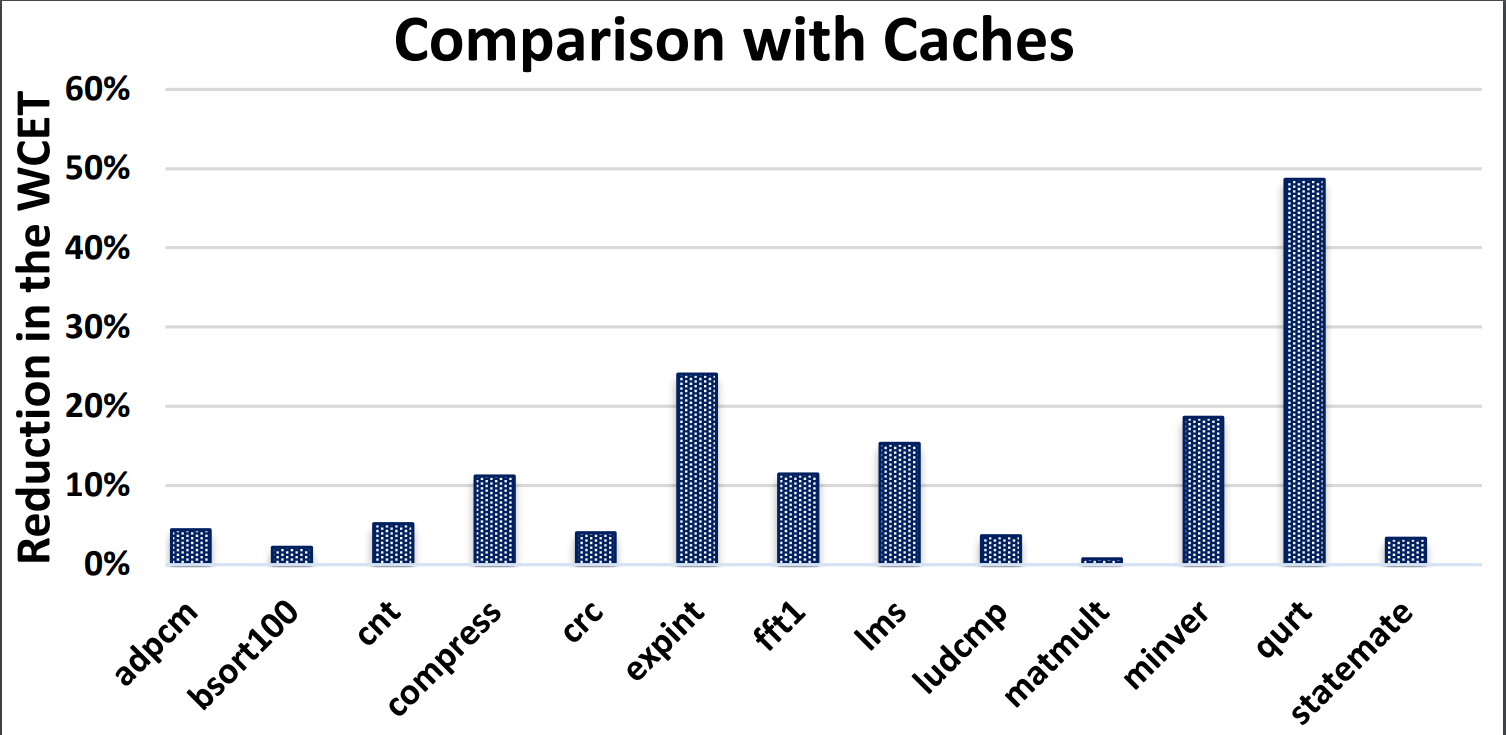 Comparison with Caches
Reduction in the WCET
60%
50%
40%
30%
20%
10%
0%
adpcm
bsort100
cnt
compress
crc
expint
fft1
lms
ludcmp
matmult
minver
qurt
statemate